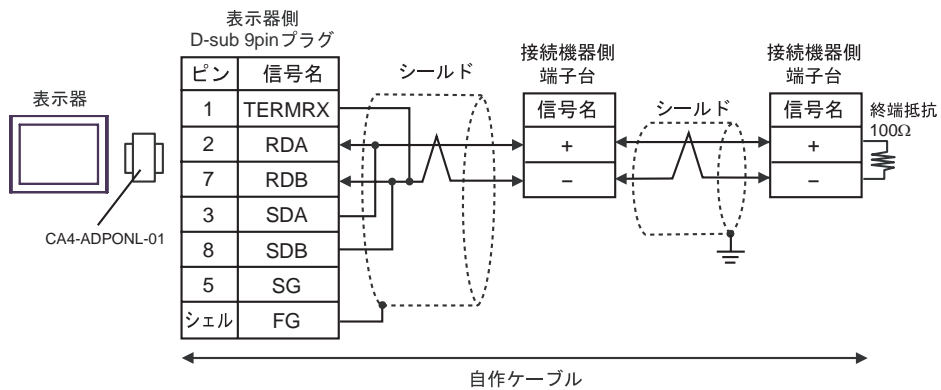 表示器側
D-sub 9pinプラグ
ピン 信号名
1 TERMRX
2 RDA
7 RDB
3 SDA
8 SDB
5 SG
シェル FG
表示器
CA4-ADPONL-01
シールド
接続機器側
端子台
信号名
+
−
シールド
接続機器側
端子台
信号名
+
−
終端抵抗
100Ω
自作ケーブル